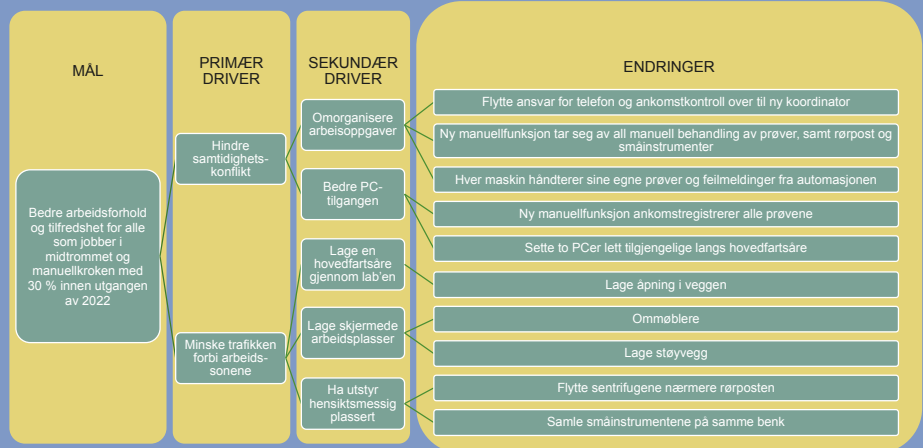 MÅL
PRIMÆR
DRIVER
SEKUNDÆR
DRIVER
ENDRINGER
Bedre arbeidsforhold
og tilfredshet for alle
som jobber i
midtrommet og
manuellkroken med
30 % innen utgangen
av 2022
Hindre
samtidighets-
konflikt
Minske trafikken
forbi arbeids-
sonene
Omorganisere
arbeisoppgaver
Bedre PC-
tilgangen
Lage en
hovedfartsåre
gjennom lab'en
Lage skjermede
arbeidsplasser
Ha utstyr
hensiktsmessig
plassert
Flytte ansvar for telefon og ankomstkontroll over til ny koordinator
Ny manuellfunksjon tar seg av all manuell behandling av prøver, samt rørpost og
småinstrumenter
Hver maskin håndterer sine egne prøver og feilmeldinger fra automasjonen
Ny manuellfunksjon ankomstregistrerer alle prøvene
Sette to PCer lett tilgjengelige langs hovedfartsåre
Lage åpning i veggen
Ommøblere
Lage støyvegg
Flytte sentrifugene nærmere rørposten
Samle småinstrumentene på samme benk